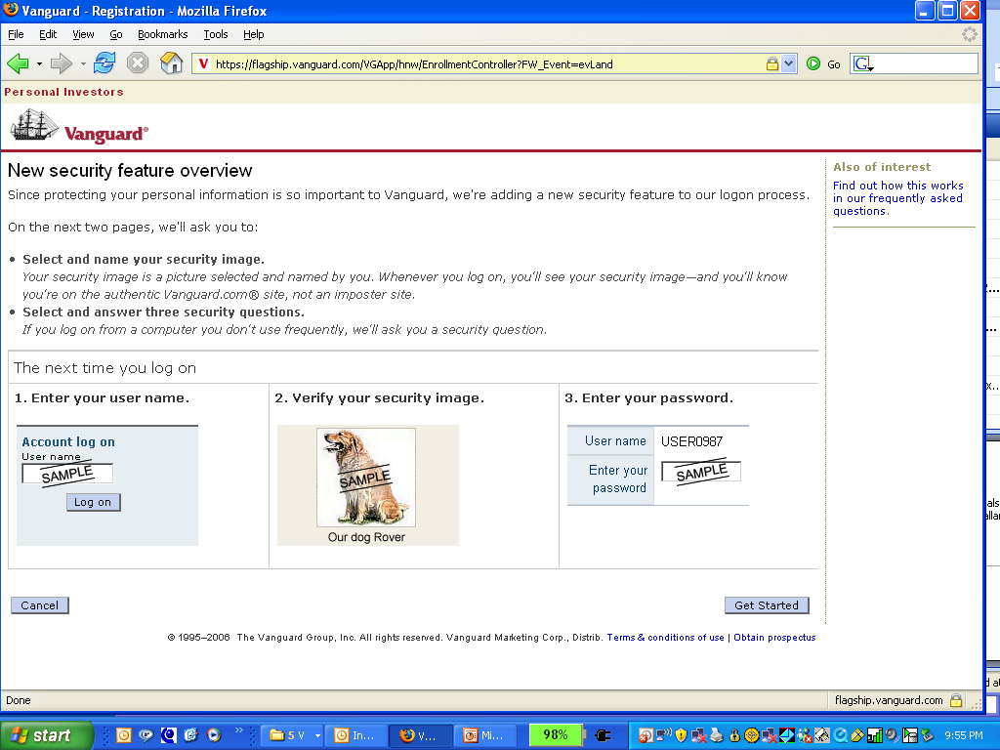 Vanguard - Registration - Mozilla Firefox
File Edit View Go Bookmarks Tools Help
V https://flagship.vanguard.com/VGApp/hnw/EnrollmentController?FW_Event=evLand Go G
Personal Investors
Vanguard®
New security feature overview
Since protecting your personal information is so important to Vanguard, we're adding a new security feature to our logon process.
On the next two pages, we'll ask you to:
• Select and name your security image.
Your security image is a picture selected and named by you. Whenever you log on, you'll see your security image—and you'll know
you're on the authentic Vanguard.com® site, not an imposter site.
• Select and answer three security questions.
If you log on from a computer you don't use frequently, we'll ask you a security question.
Also of interest
Find out how this works
in our frequently asked
questions.
The next time you log on
1. Enter your user name.
Account log on
User name
SAMPLE
Log on
2. Verify your security image.
SAMPLE
Our dog Rover
3. Enter your password.
User name USER0987
Enter your
password
SAMPLE
Cancel
Get Started
© 1995–2006 The Vanguard Group, Inc. All rights reserved. Vanguard Marketing Corp., Distrib. Terms & conditions of use | Obtain prospectus
Done
flagship.vanguard.com
start
5 V
In...
V...
Mi...
98%
9:55 PM